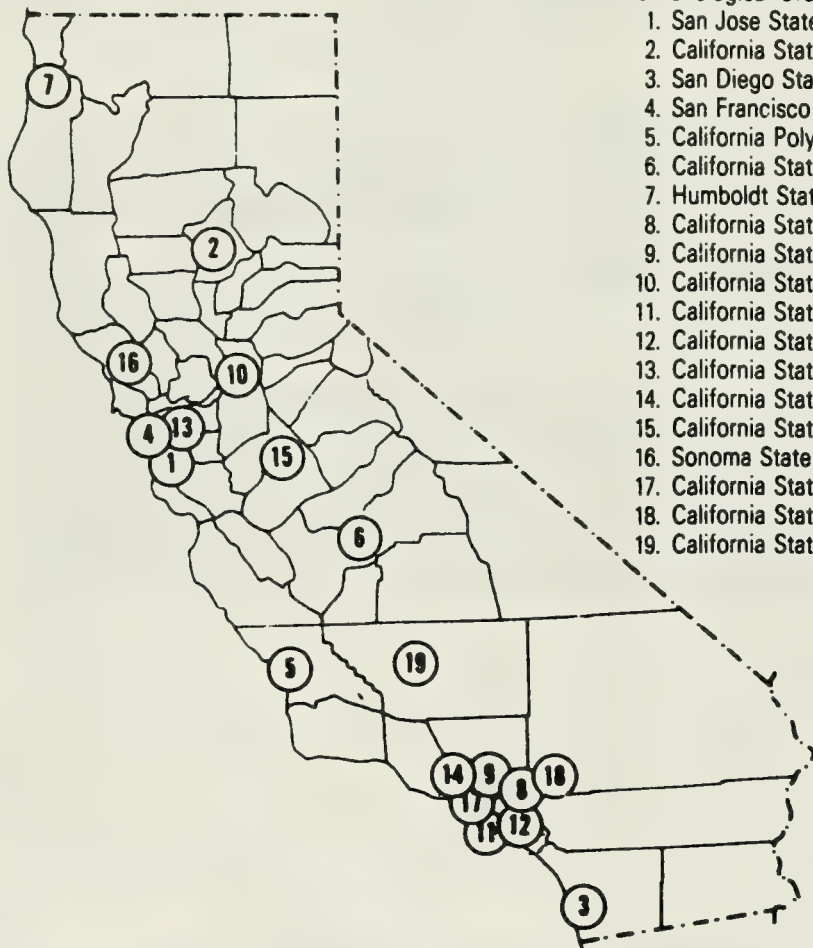 1. San Jose State
2. California Stat
3. San Diego Sta
4. San Francisco
5. California Poly
6. California Stat
7. Humboldt Stat
8. California Stat
9. California Stat
10. California Stat
11. California Stat
12. California Stat
13. California Stat
14. California Stat
15. California Stat
16. Sonoma State
17. California Stat
18. California Stat
19. California Stat
7
2
16
10
13
4
1
15
6
5
19
14
9
18
8
17
12
11
3